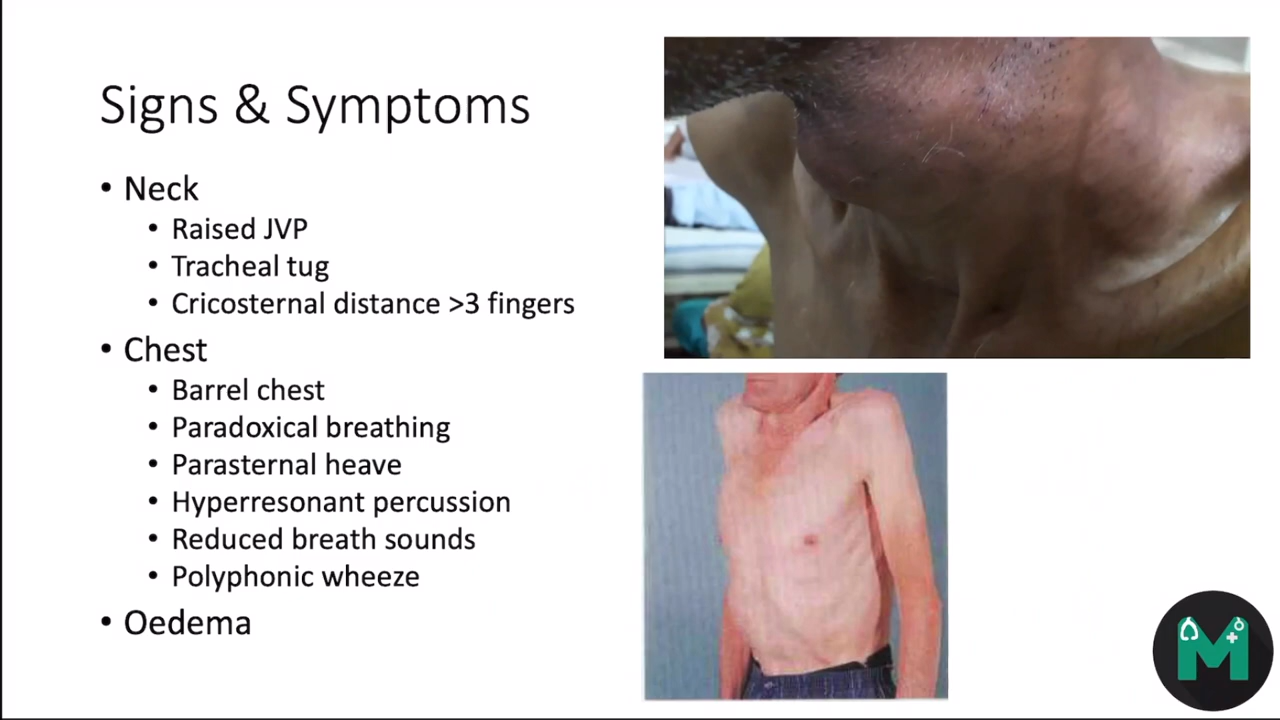 Signs & Symptoms
• Neck
• Raised JVP
• Tracheal tug
• Cricosternal distance >3 fingers
• Chest
• Barrel chest
• Paradoxical breathing
• Parasternal heave
• Hyperresonant percussion
• Reduced breath sounds
• Polyphonic wheeze
• Oedema
M